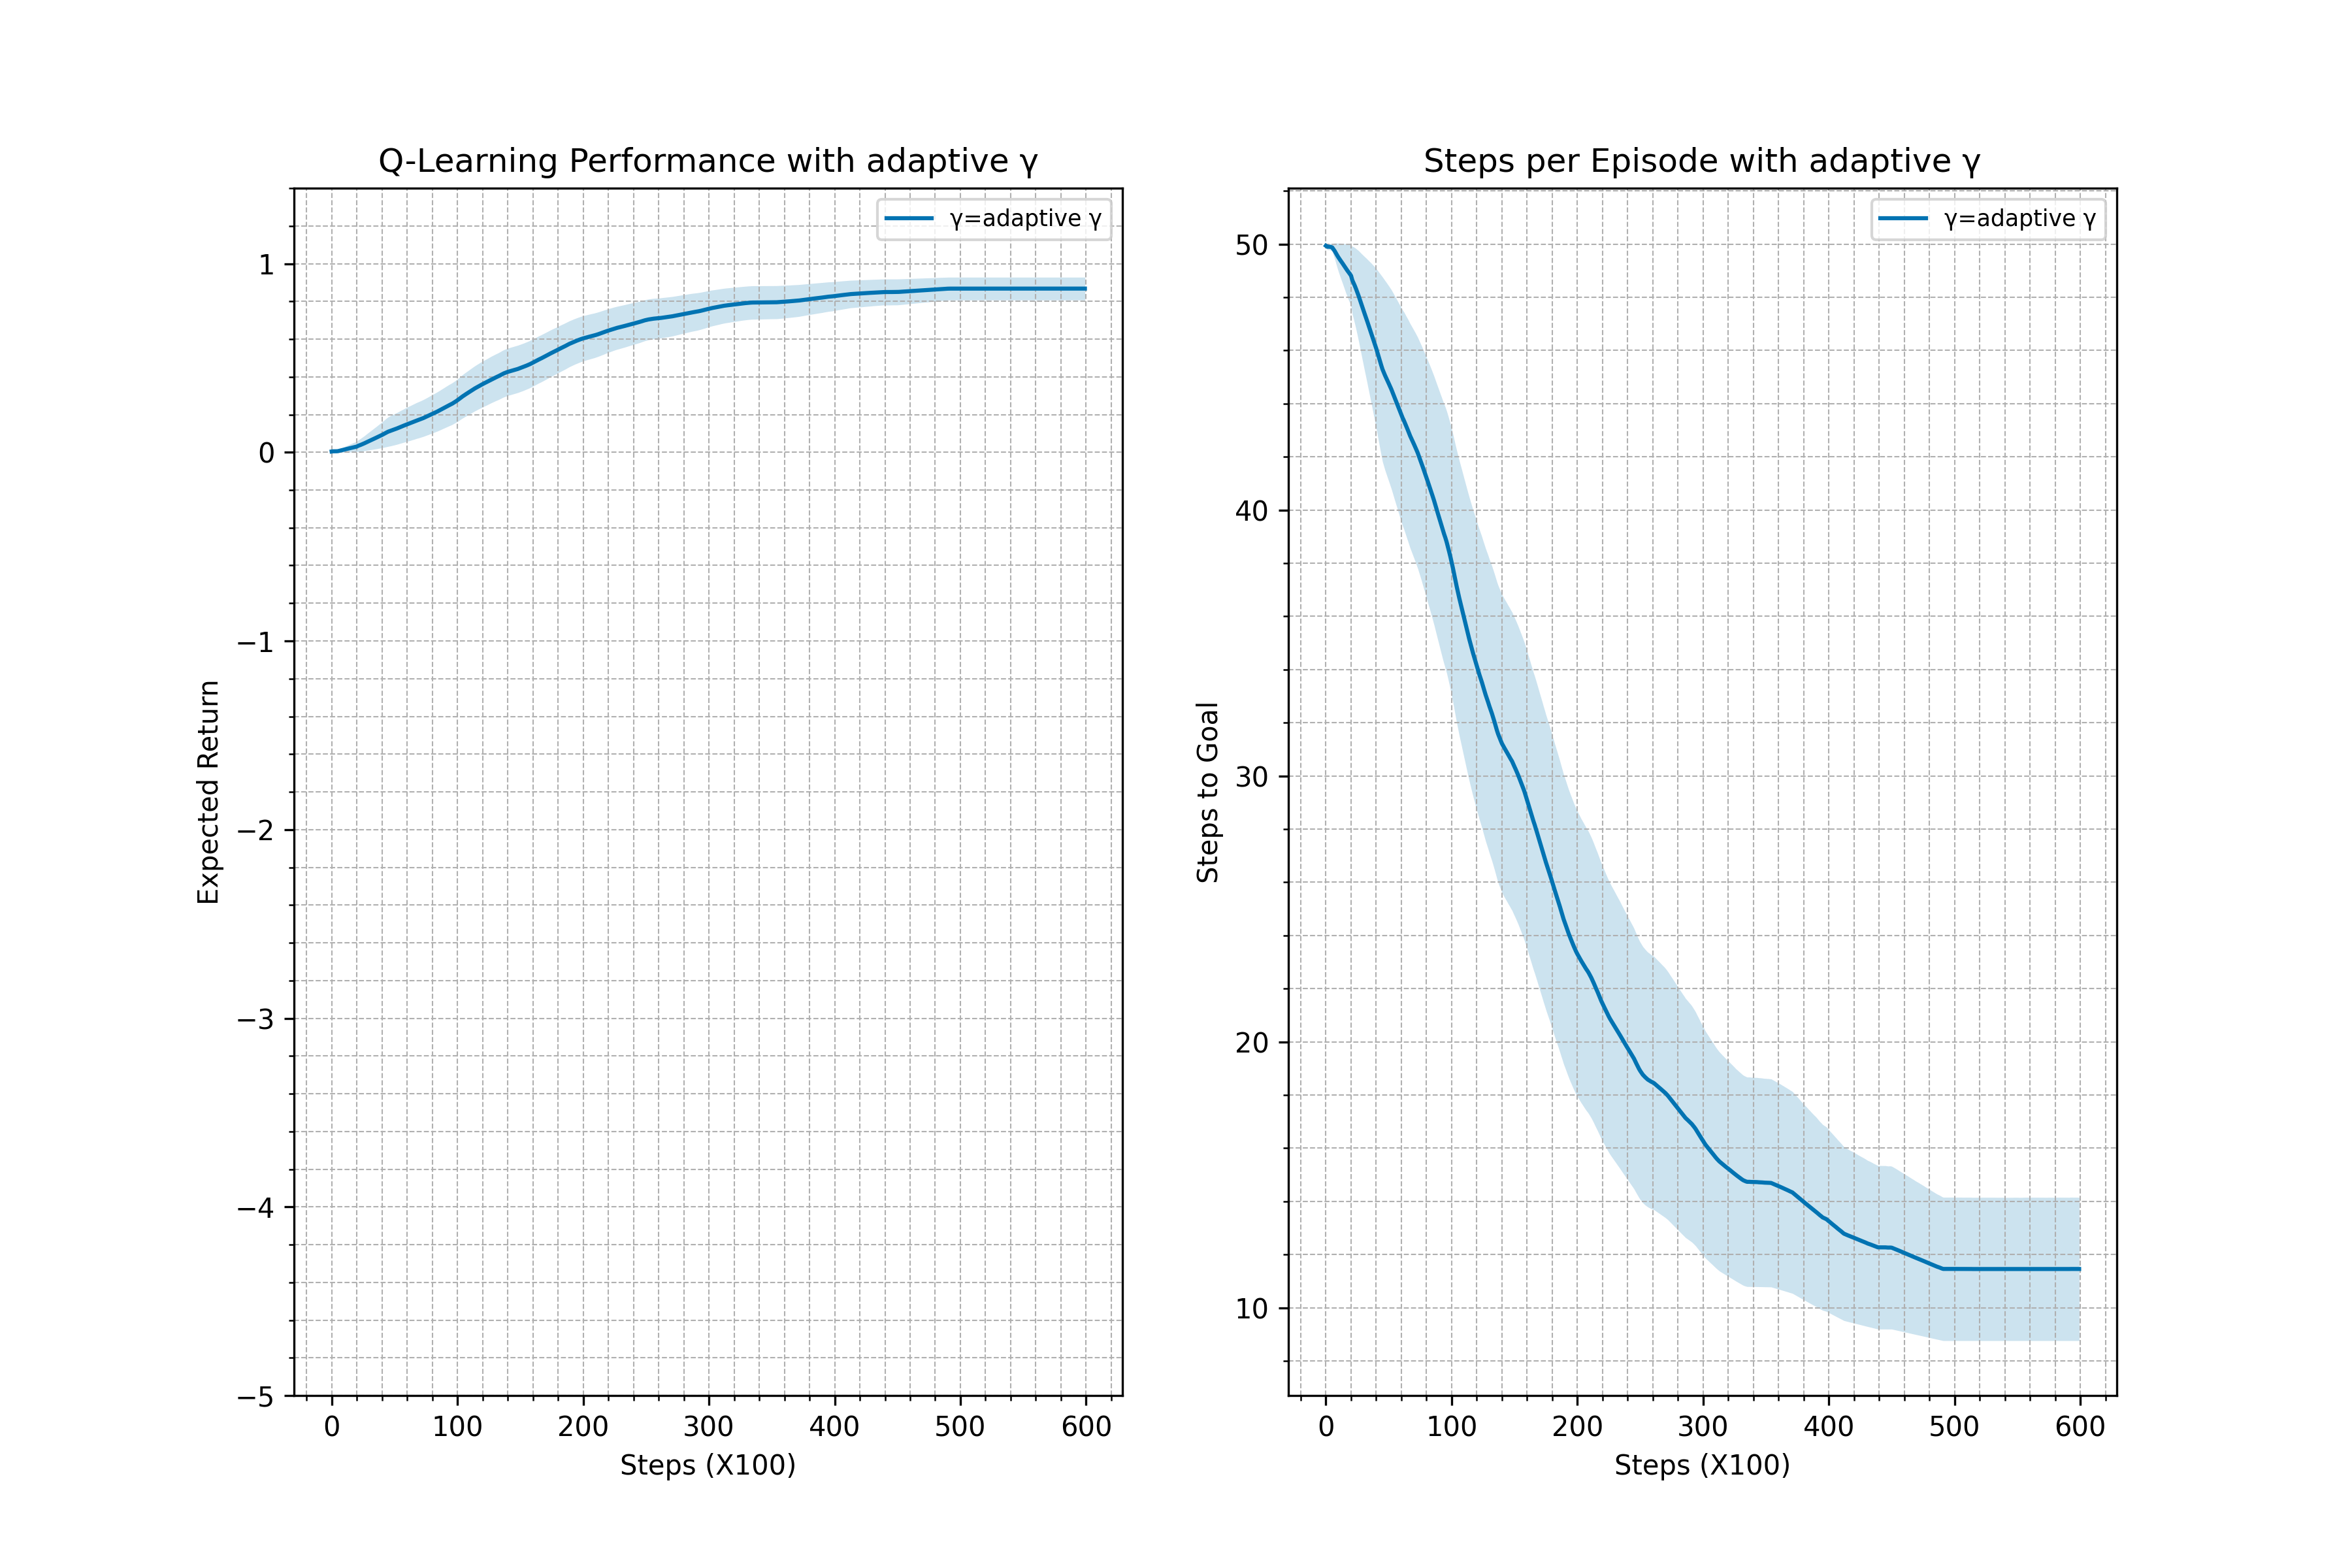 Q-Learning Performance with adaptive γ
γ=adaptive γ
1
0
−1
−2
−3
−4
−5
Expected Return
0 100 200 300 400 500 600
Steps (X100)
Steps per Episode with adaptive γ
γ=adaptive γ
50
40
30
20
10
Steps to Goal
0 100 200 300 400 500 600
Steps (X100)